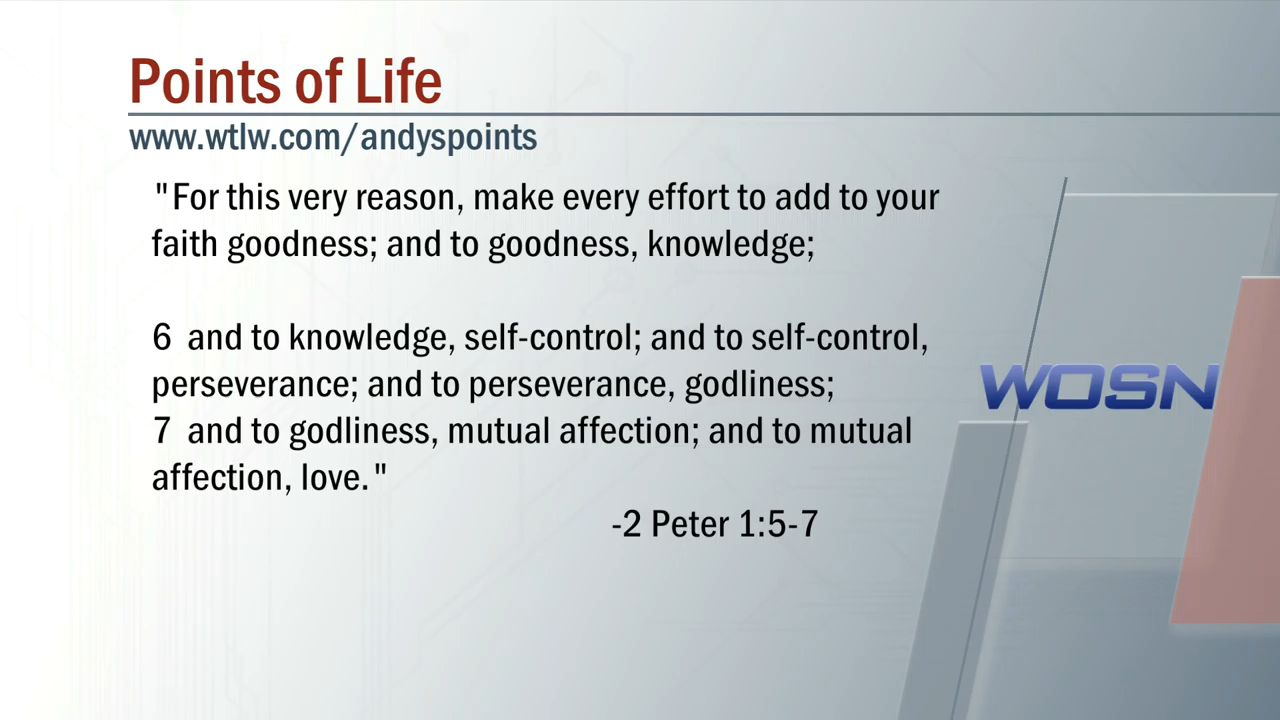 Points of Life
www.wtlw.com/andyspoints
"For this very reason, make every effort to add to your
faith goodness; and to goodness, knowledge;
6 and to knowledge, self-control; and to self-control,
perseverance; and to perseverance, godliness;
7 and to godliness, mutual affection; and to mutual
affection, love."
-2 Peter 1:5-7
WOSN